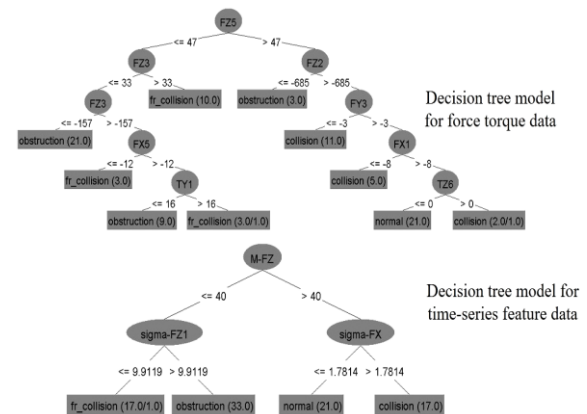 FZ5
<= 47 > 47
FZ3 FZ2
<= 33 > 33 <= -685 > -685
FZ3 fr_collision (10.0) obstruction (3.0) FY3
Decision tree model
for force torque data
<= -157 > -157 <= -3 > -3
obstruction (21.0) FX5 collision (11.0) FX1
<= -12 > -12 <= -8 > -8
fr_collision (3.0) TY1 collision (5.0) TZ6
<= 16 > 16 <= 0 > 0
obstruction (9.0) fr_collision (3.0/1.0) normal (21.0) collision (2.0/1.0)
M-FZ
<= 40 > 40
Decision tree model for
time-series feature data
sigma-FZ1 sigma-FX
<= 9.9119 > 9.9119 <= 1.7814 > 1.7814
fr_collision (17.0/1.0) obstruction (33.0) normal (21.0) collision (17.0)